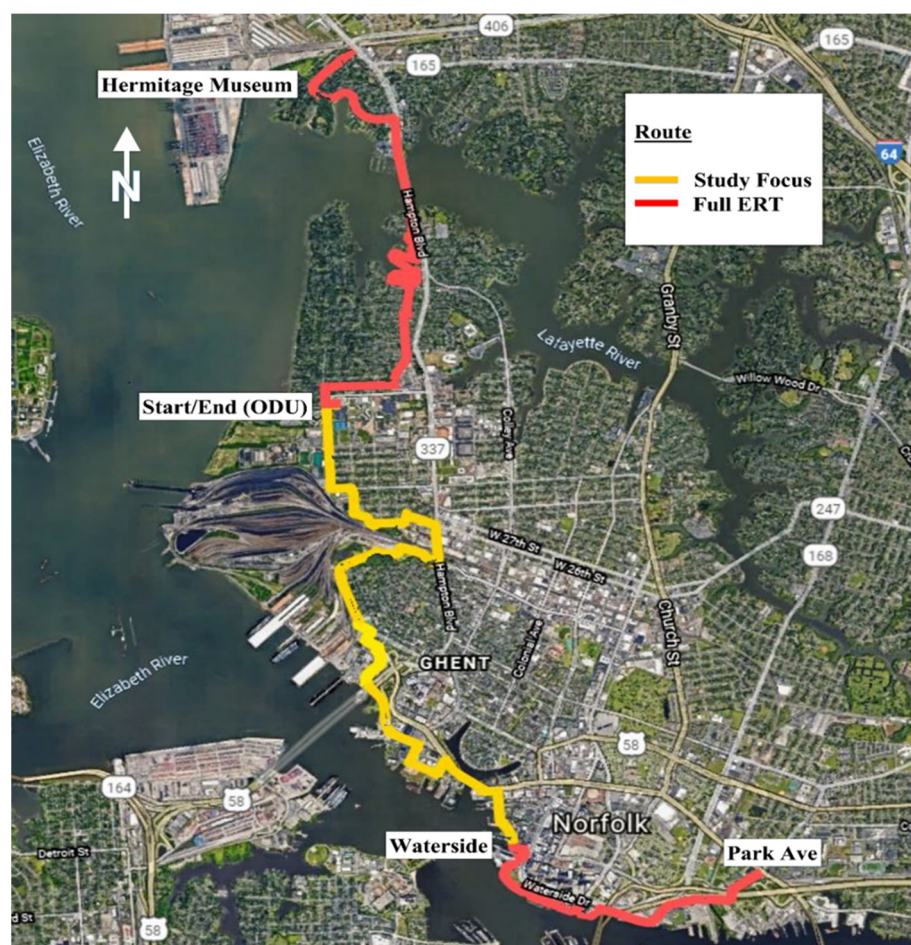 406
165
165
Hermitage Museum
Route
Study Focus
Full ERT
64
N
Elizabeth River
Hampton Blvd
Granby St
Lafayette River
Willow Wood Dr
Start/End (ODU)
Colley Ave
337
247
W 27th St
168
W 26th St
Hampton Blvd
Church St
Colonial Ave
GHENT
Elizabeth River
58
164
58
Norfolk
Waterside
Park Ave
Detroit St
Waterside Dr
58